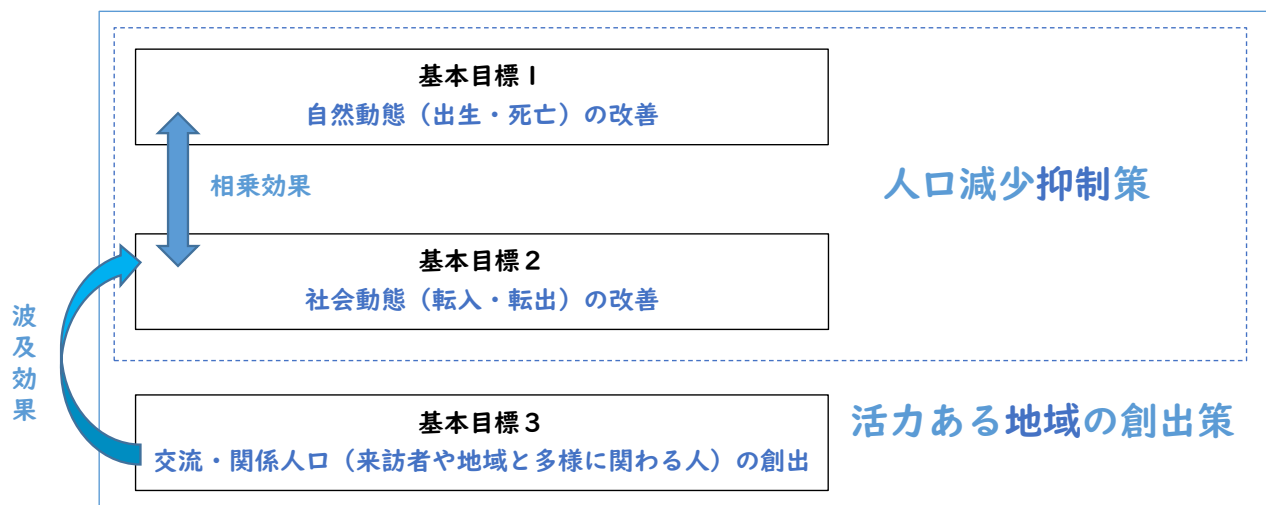 基本目標１
自然動態（出生・死亡）の改善
相乗効果
人口減少抑制策
基本目標２
社会動態（転入・転出）の改善
波及効果
基本目標３
交流・関係人口（来訪者や地域と多様に関わる人）の創出
活力ある地域の創出策